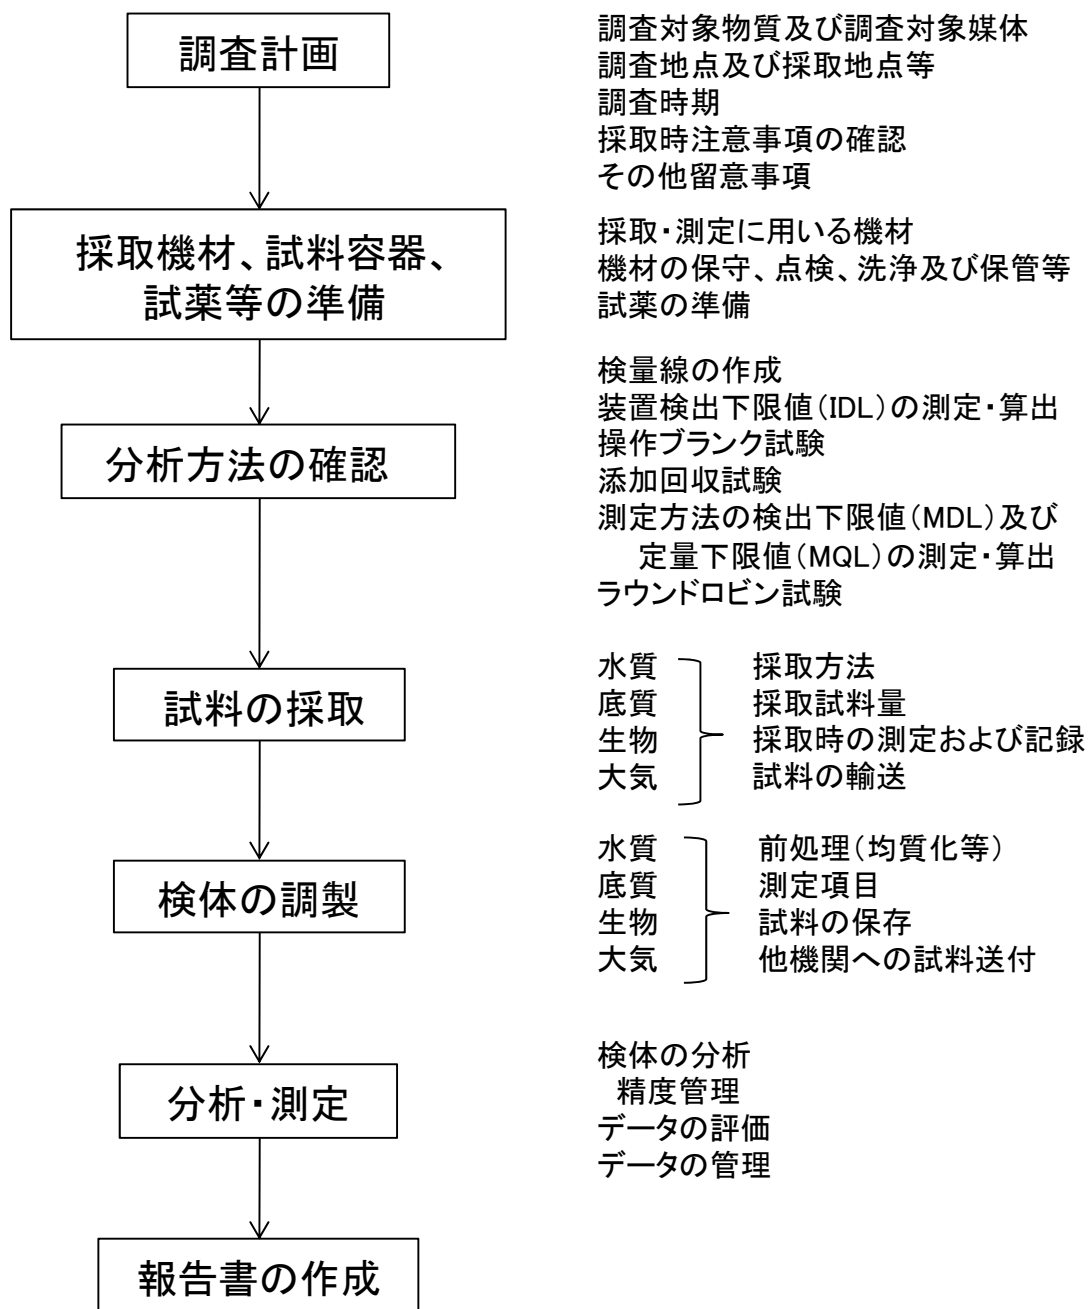 調査計画
調査対象物質及び調査対象媒体
調査地点及び採取地点等
調査時期
採取時注意事項の確認
その他留意事項
採取機材、試料容器、
試薬等の準備
採取・測定に用いる機材
機材の保守、点検、洗浄及び保管等
試薬の準備
分析方法の確認
検量線の作成
装置検出下限値(IDL)の測定・算出
操作ブランク試験
添加回収試験
測定方法の検出下限値(MDL)及び
定量下限値(MQL)の測定・算出
ラウンドロビン試験
試料の採取
水質 採取方法
底質 採取試料量
生物 採取時の測定および記録
大気 試料の輸送
検体の調製
水質 前処理(均質化等)
底質 測定項目
生物 試料の保存
大気 他機関への試料送付
分析・測定
検体の分析
精度管理
データの評価
データの管理
報告書の作成